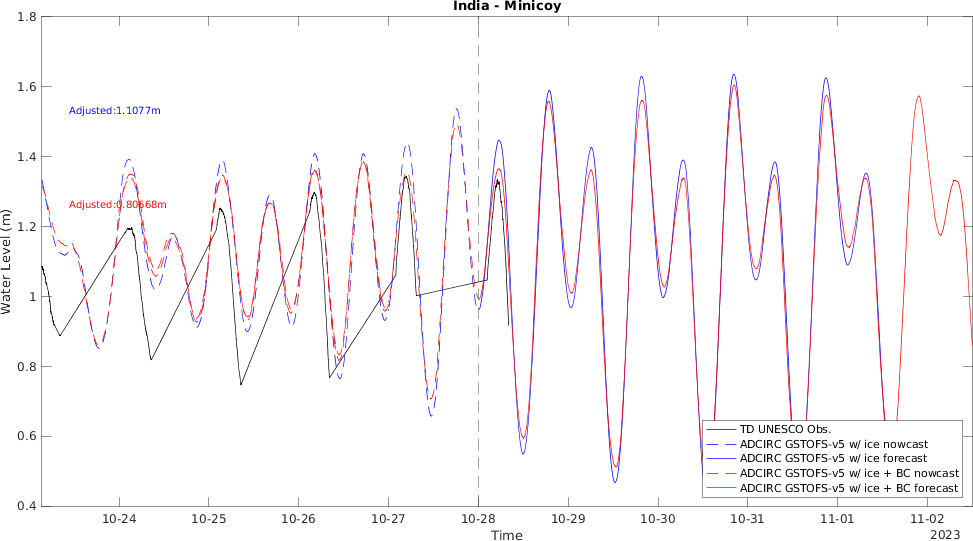 India - Minicoy
1.8
1.6
1.4
1.2
1
0.8
0.6
0.4
Water Level (m)
Adjusted:1.1077m
Adjusted:0.80668m
TD UNESCO Obs.
ADCIRC GSTOFS-v5 w/ ice nowcast
ADCIRC GSTOFS-v5 w/ ice forecast
ADCIRC GSTOFS-v5 w/ ice + BC nowcast
ADCIRC GSTOFS-v5 w/ ice + BC forecast
10-24 10-25 10-26 10-27 10-28 10-29 10-30 10-31 11-01 11-02
Time
2023